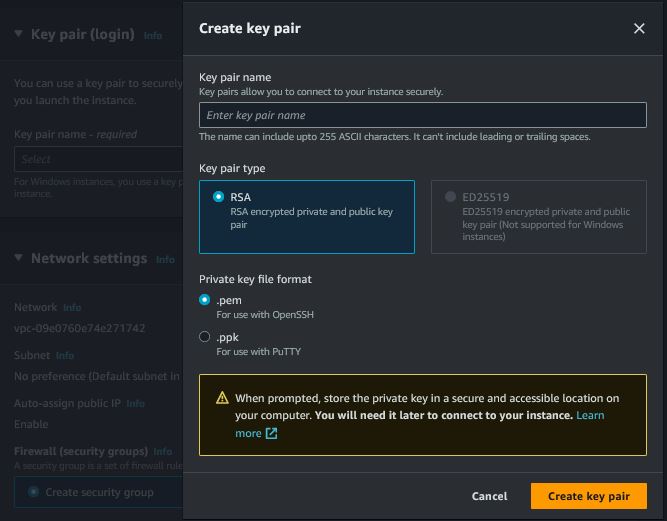 Key pair (login) Info
You can use a key pair to securely
you launch the instance.
Key pair name - required
Select
For Windows instances, you use a key p
instance.
Network settings Info
Network Info
vpc-09e0760e74e271742
Subnet Info
No preference (Default subnet in
Auto-assign public IP Info
Enable
Firewall (security groups) Info
A security group is a set of firewall rule
Create security group
Create key pair
Key pair name
Key pairs allow you to connect to your instance securely.
Enter key pair name
The name can include upto 255 ASCII characters. It can't include leading or trailing spaces.
Key pair type
RSA
RSA encrypted private and public key
pair
ED25519
ED25519 encrypted private and public
key pair (Not supported for Windows
instances)
Private key file format
.pem
For use with OpenSSH
.ppk
For use with PuTTY
When prompted, store the private key in a secure and accessible location on
your computer. You will need it later to connect to your instance. Learn
more
Cancel
Create key pair